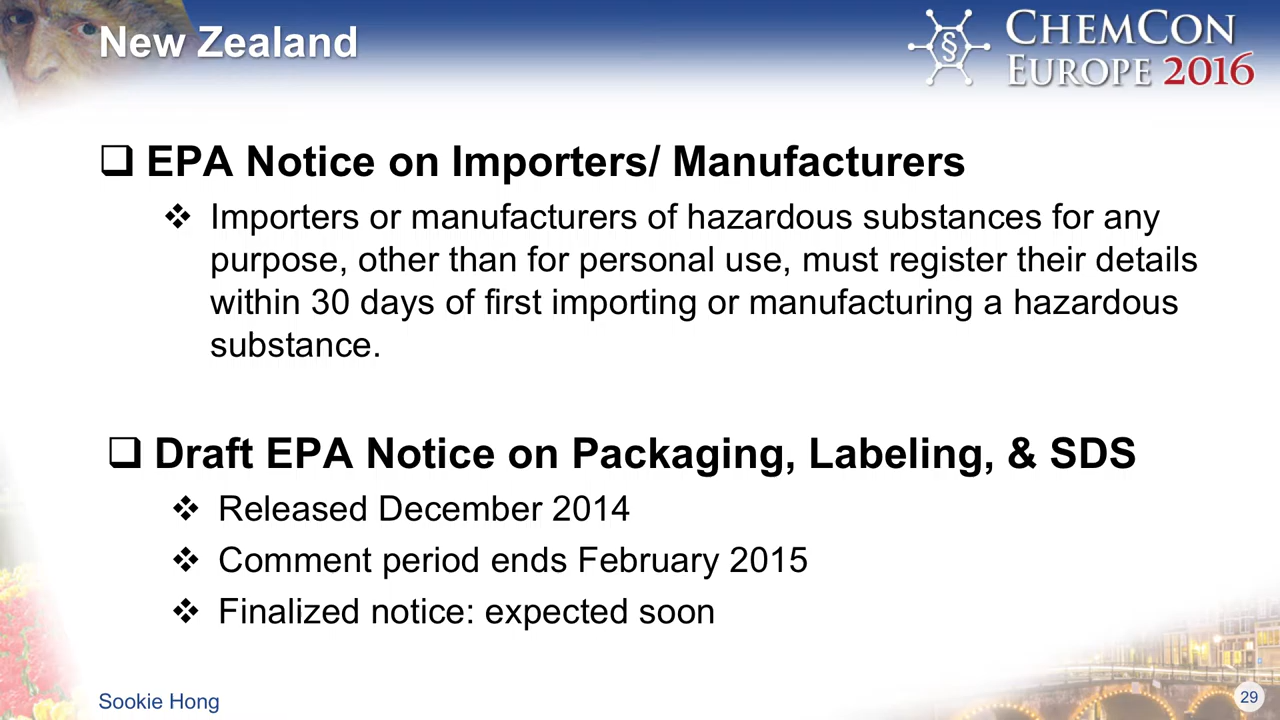 New Zealand
§
CHEMCON
EUROPE 2016
❑ EPA Notice on Importers/ Manufacturers
❖ Importers or manufacturers of hazardous substances for any
purpose, other than for personal use, must register their details
within 30 days of first importing or manufacturing a hazardous
substance.
❑ Draft EPA Notice on Packaging, Labeling, & SDS
❖ Released December 2014
❖ Comment period ends February 2015
❖ Finalized notice: expected soon
Sookie Hong
29